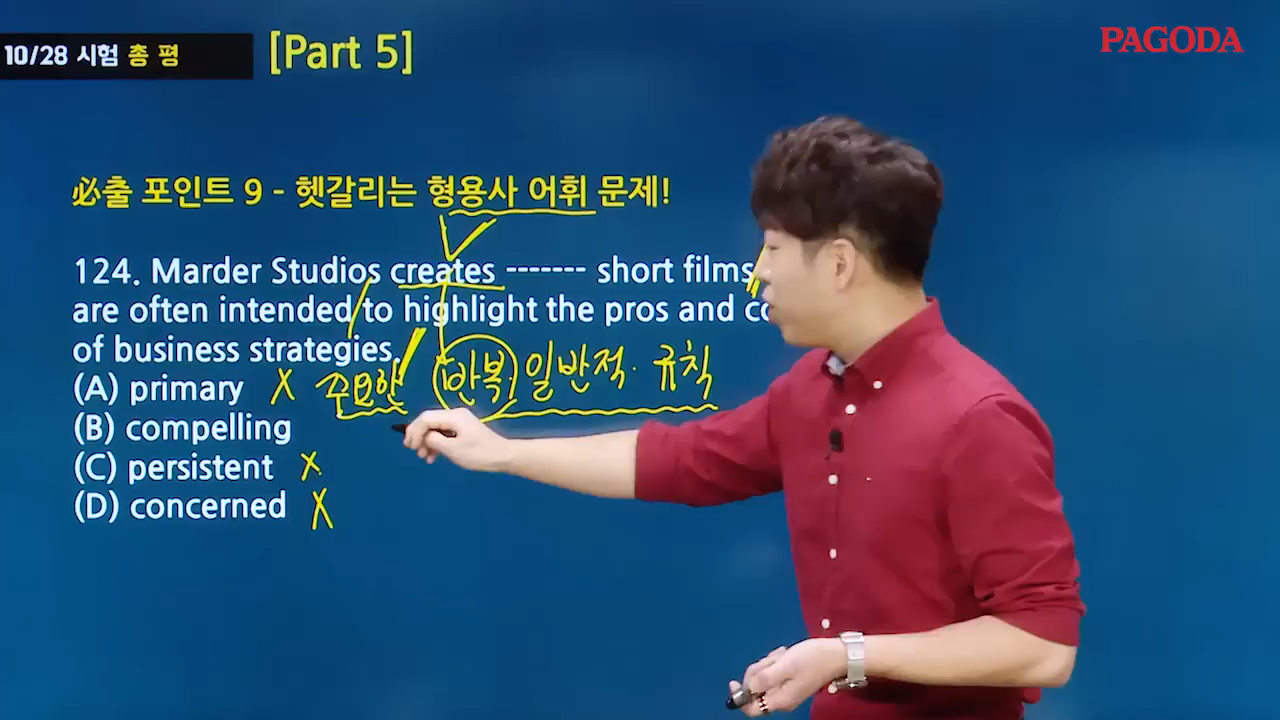 10/28 시험 총 평
[Part 5]
PAGODA
必출 포인트 9 - 헷갈리는 형용사 어휘 문제!
124. Marder Studios creates ------- short films
are often intended to highlight the pros and
of business strategies.
(A) primary X 주요한 반복. 일반적. 규칙
(B) compelling
(C) persistent X
(D) concerned X